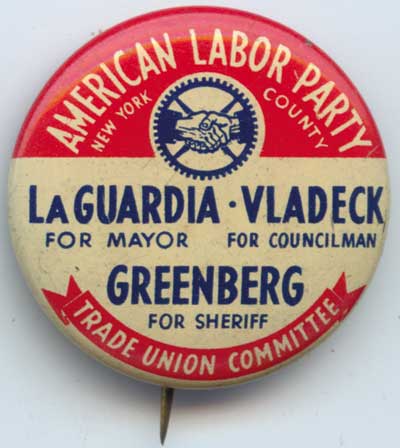 AMERICAN LABOR PARTY
NEW YORK COUNTY
LAGUARDIA · VLADECK
FOR MAYOR FOR COUNCILMAN
GREENBERG
FOR SHERIFF
TRADE UNION COMMITTEE